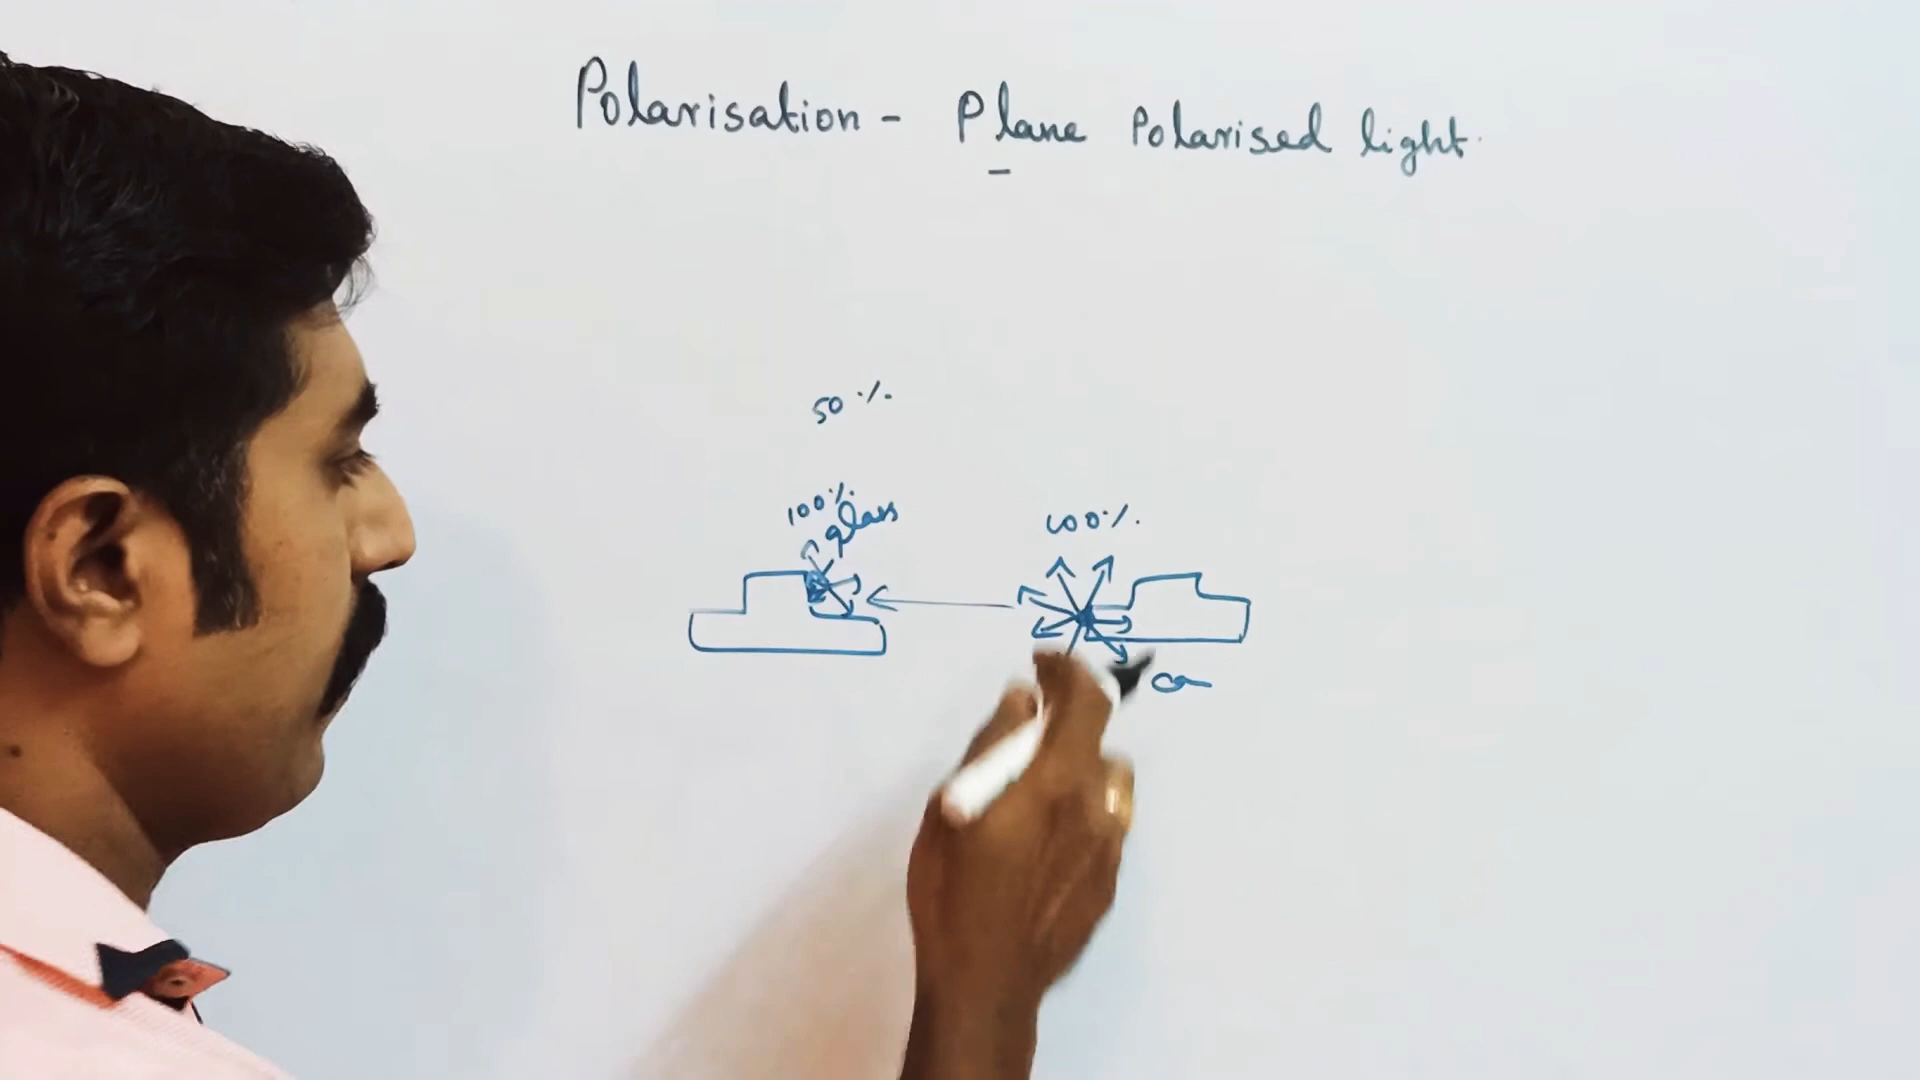 Polarisation - Plane Polarised light.
50 %
100% 
glass
100%